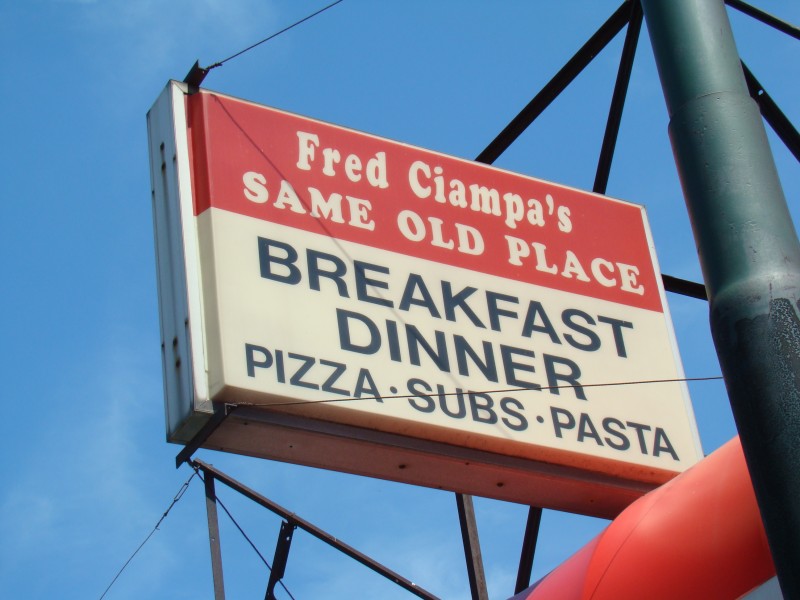 Fred Ciampa's
SAME OLD PLACE
BREAKFAST
DINNER
PIZZA · SUBS · PASTA